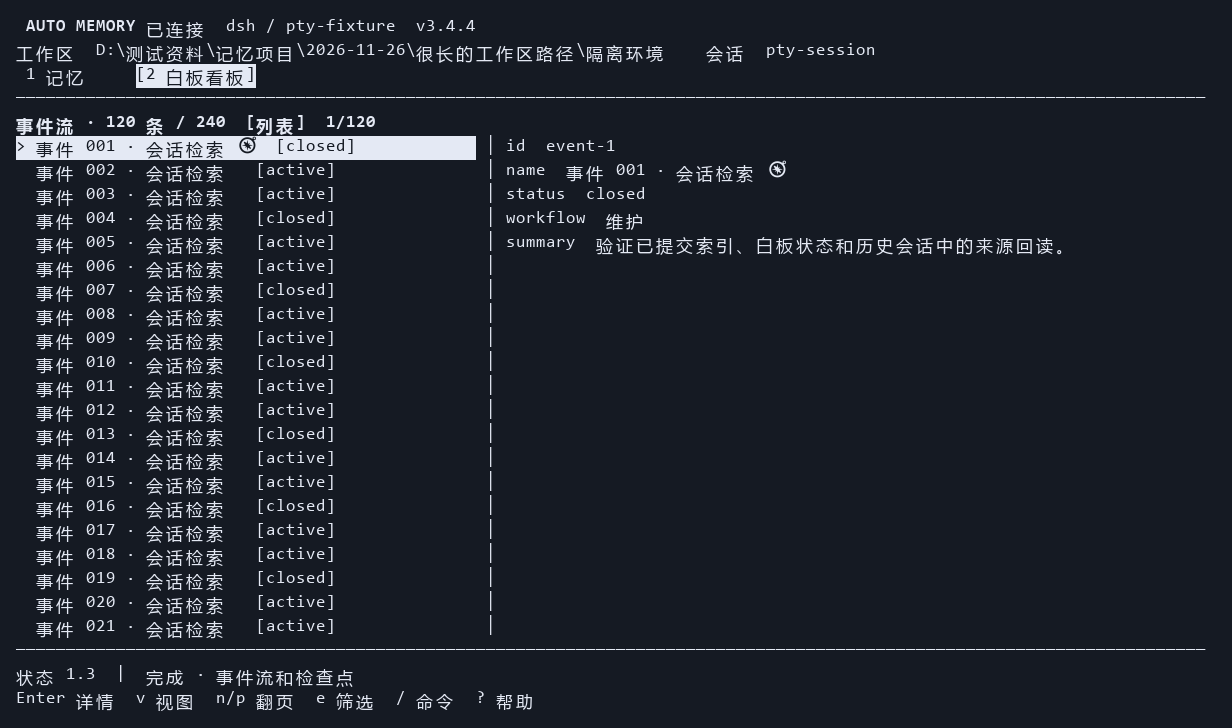 AUTO MEMORY 已连接  dsh / pty-fixture  v3.4.4
工作区  D:\测试资料\记忆项目\2026-11-26\很长的工作区路径\隔离环境    会话  pty-session
1 记忆    [2 白板看板]
事件流 · 120 条 / 240  [列表]  1/120
> 事件 001 · 会话检索 🧭  [closed] │ id  event-1
事件 002 · 会话检索   [active] │ name  事件 001 · 会话检索 🧭
事件 003 · 会话检索   [active] │ status  closed
事件 004 · 会话检索   [closed] │ workflow  维护
事件 005 · 会话检索   [active] │ summary  验证已提交索引、白板状态和历史会话中的来源回读。
事件 006 · 会话检索   [active] │
事件 007 · 会话检索   [closed] │
事件 008 · 会话检索   [active] │
事件 009 · 会话检索   [active] │
事件 010 · 会话检索   [closed] │
事件 011 · 会话检索   [active] │
事件 012 · 会话检索   [active] │
事件 013 · 会话检索   [closed] │
事件 014 · 会话检索   [active] │
事件 015 · 会话检索   [active] │
事件 016 · 会话检索   [closed] │
事件 017 · 会话检索   [active] │
事件 018 · 会话检索   [active] │
事件 019 · 会话检索   [closed] │
事件 020 · 会话检索   [active] │
事件 021 · 会话检索   [active] │
状态 1.3  │  完成 · 事件流和检查点
Enter 详情  v 视图  n/p 翻页  e 筛选  / 命令  ? 帮助